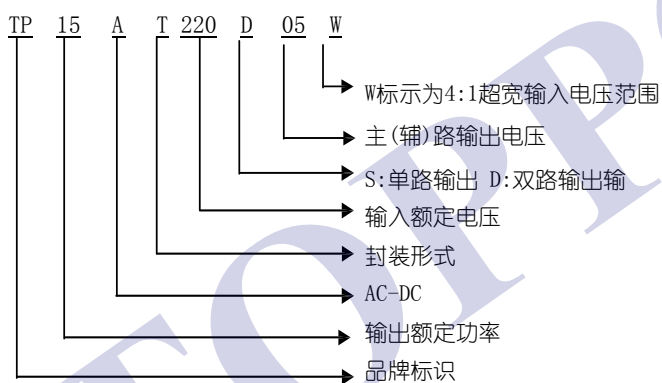 TP 15 A T 220 D 05 W
W标示为4:1超宽输入电压范围
主(辅)路输出电压
S:单路输出 D:双路输出输
输入额定电压
封装形式
AC-DC
输出额定功率
品牌标识